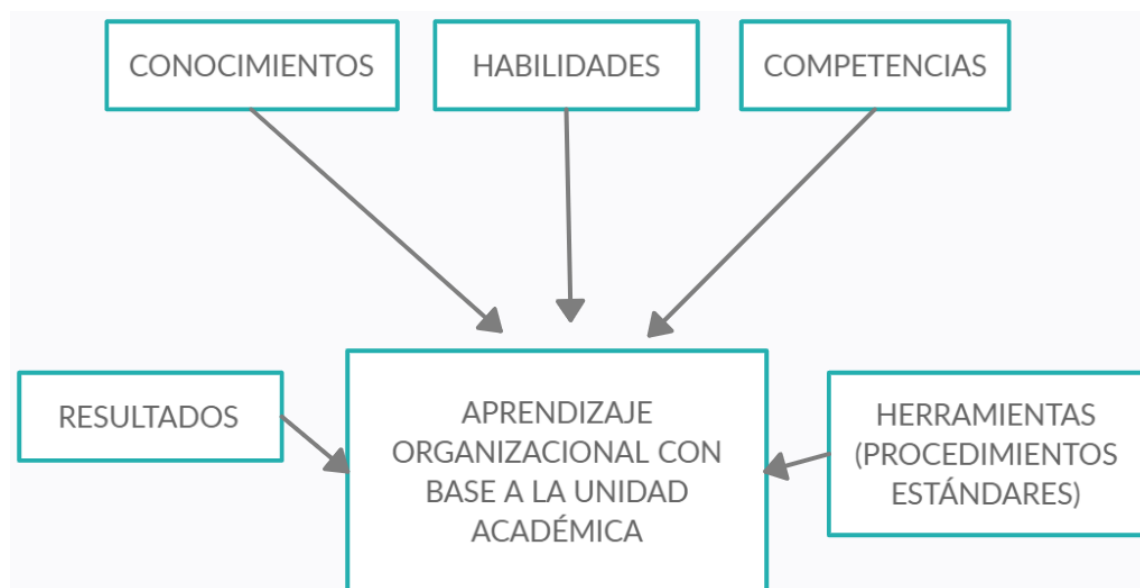 CONOCIMIENTOS
HABILIDADES
COMPETENCIAS
RESULTADOS
APRENDIZAJE
ORGANIZACIONAL CON
BASE A LA UNIDAD
ACADÉMICA
HERRAMIENTAS
(PROCEDIMIENTOS
ESTÁNDARES)